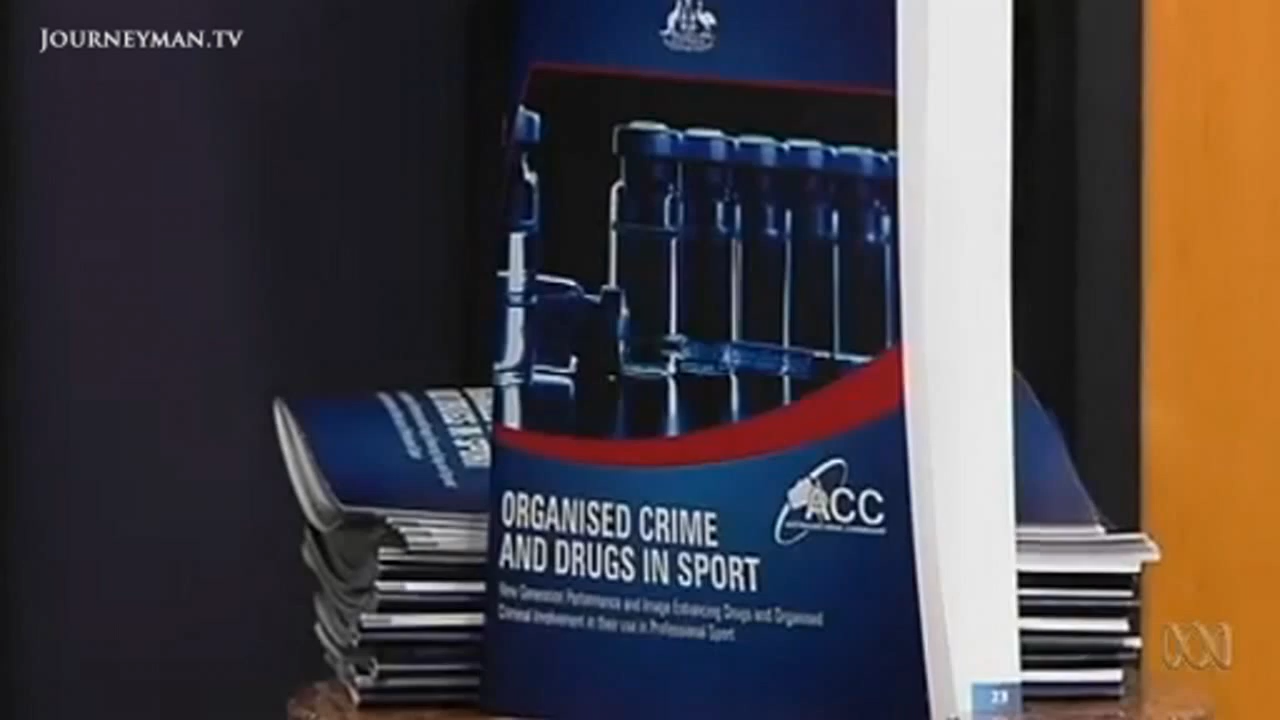 JOURNEYMAN.TV
ORGANISED CRIME
AND DRUGS IN SPORT
ACC
New Generation Performance and Image Enhancing Drugs and Organised
Criminal Involvement in their use in Professional Sport
23